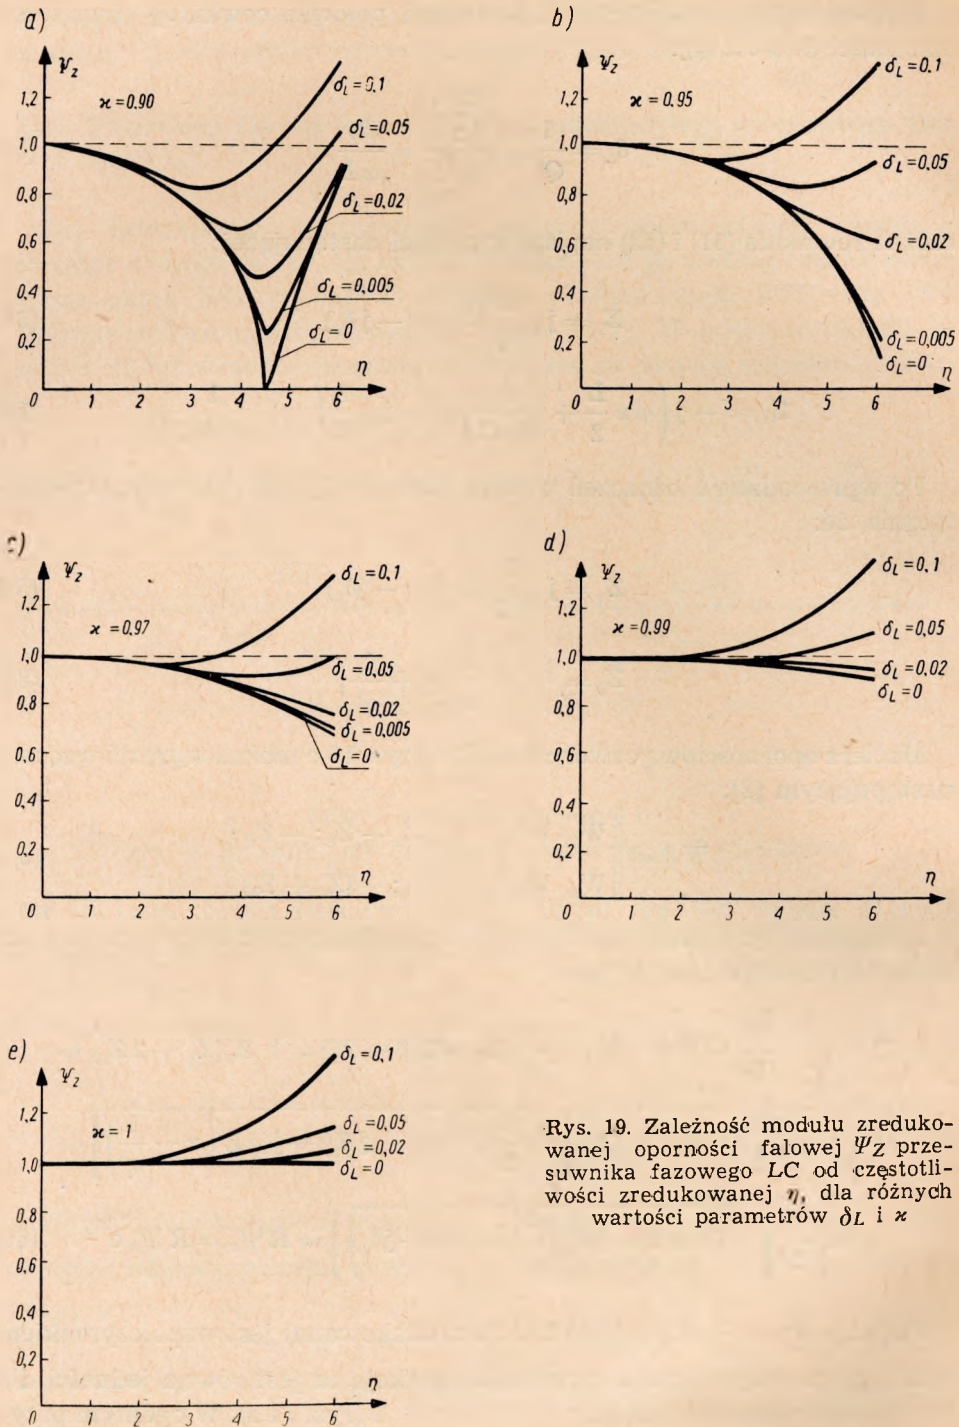 a)
Ψz
1,2
ϰ=0.90
1,0
0,8
0,6
0,4
0,2
0 1 2 3 4 5 6
η
δL=0.1
δL=0,05
δL=0,02
δL=0,005
δL=0
b)
Ψz
1,2
ϰ=0.95
1,0
0,8
0,6
0,4
0,2
0 1 2 3 4 5 6
η
δL=0.1
δL=0,05
δL=0,02
δL=0,005
δL=0
c)
Ψz
1,2
ϰ=0.97
1,0
0,8
0,6
0,4
0,2
0 1 2 3 4 5 6
η
δL=0,1
δL=0,05
δL=0,02
δL=0,005
δL=0
d)
Ψz
1,2
ϰ=0.99
1,0
0,8
0,6
0,4
0,2
0 1 2 3 4 5 6
η
δL=0,1
δL=0,05
δL=0,02
δL=0
e)
Ψz
1,2
ϰ=1
1,0
0,8
0,6
0,4
0,2
0 1 2 3 4 5 6
η
δL=0,1
δL=0,05
δL=0,02
δL=0
Rys. 19. Zależność modułu zreduko-
wanej oporności falowej ΨZ prze-
suwnika fazowego LC od częstotli-
wości zredukowanej η, dla różnych
wartości parametrów δL i ϰ